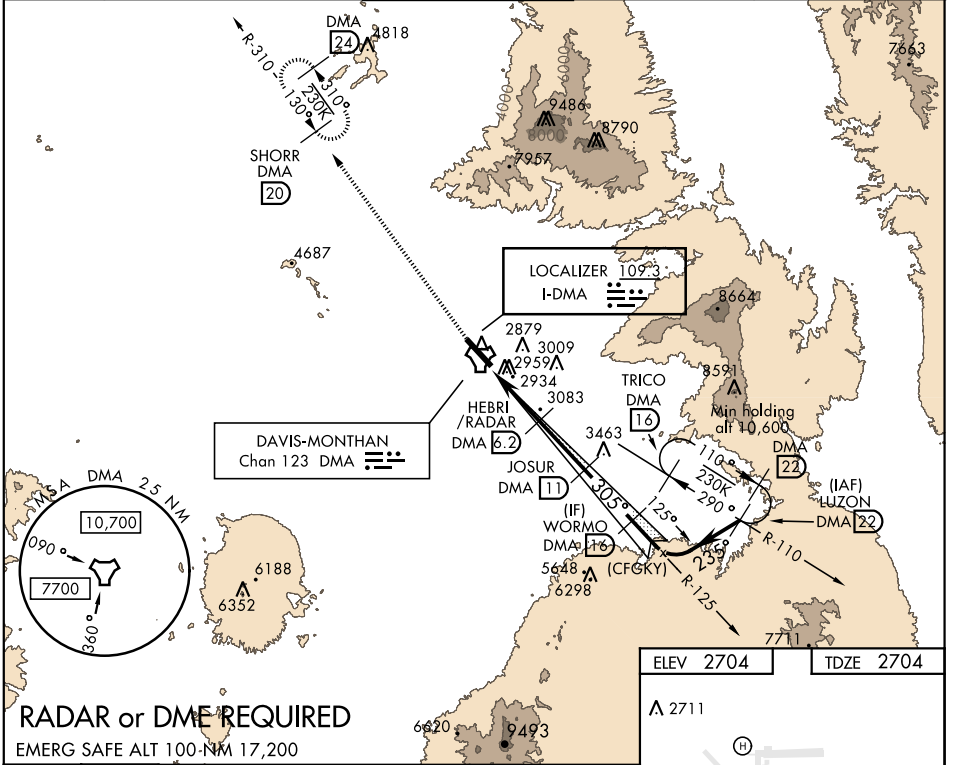 DMA
24
4818
R-310
310°
230K
130°
SHORR
DMA
20
7663
6000
9486
8000
8790
7957
4687
LOCALIZER 109.3
I-DMA
8664
2879
3009
2959
2934
3083
8591
TRICO
DMA
16
Min holding
alt 10,600
DMA
22
HEBRI
/RADAR
DMA 6.2
3463
110°
230K
290°
DAVIS-MONTHAN
Chan 123 DMA
JOSUR
DMA 11
305°
125°
(IAF)
LUZON
DMA 22
(IF)
WORMO
DMA 16
235°
R-110
(CFGKY)
R-125
5648
6298
MSA DMA 25 NM
10,700
090°
7700
360°
6188
6352
7711
ELEV 2704
TDZE 2704
2711
H
RADAR or DME REQUIRED
EMERG SAFE ALT 100 NM 17,200
6620
9493